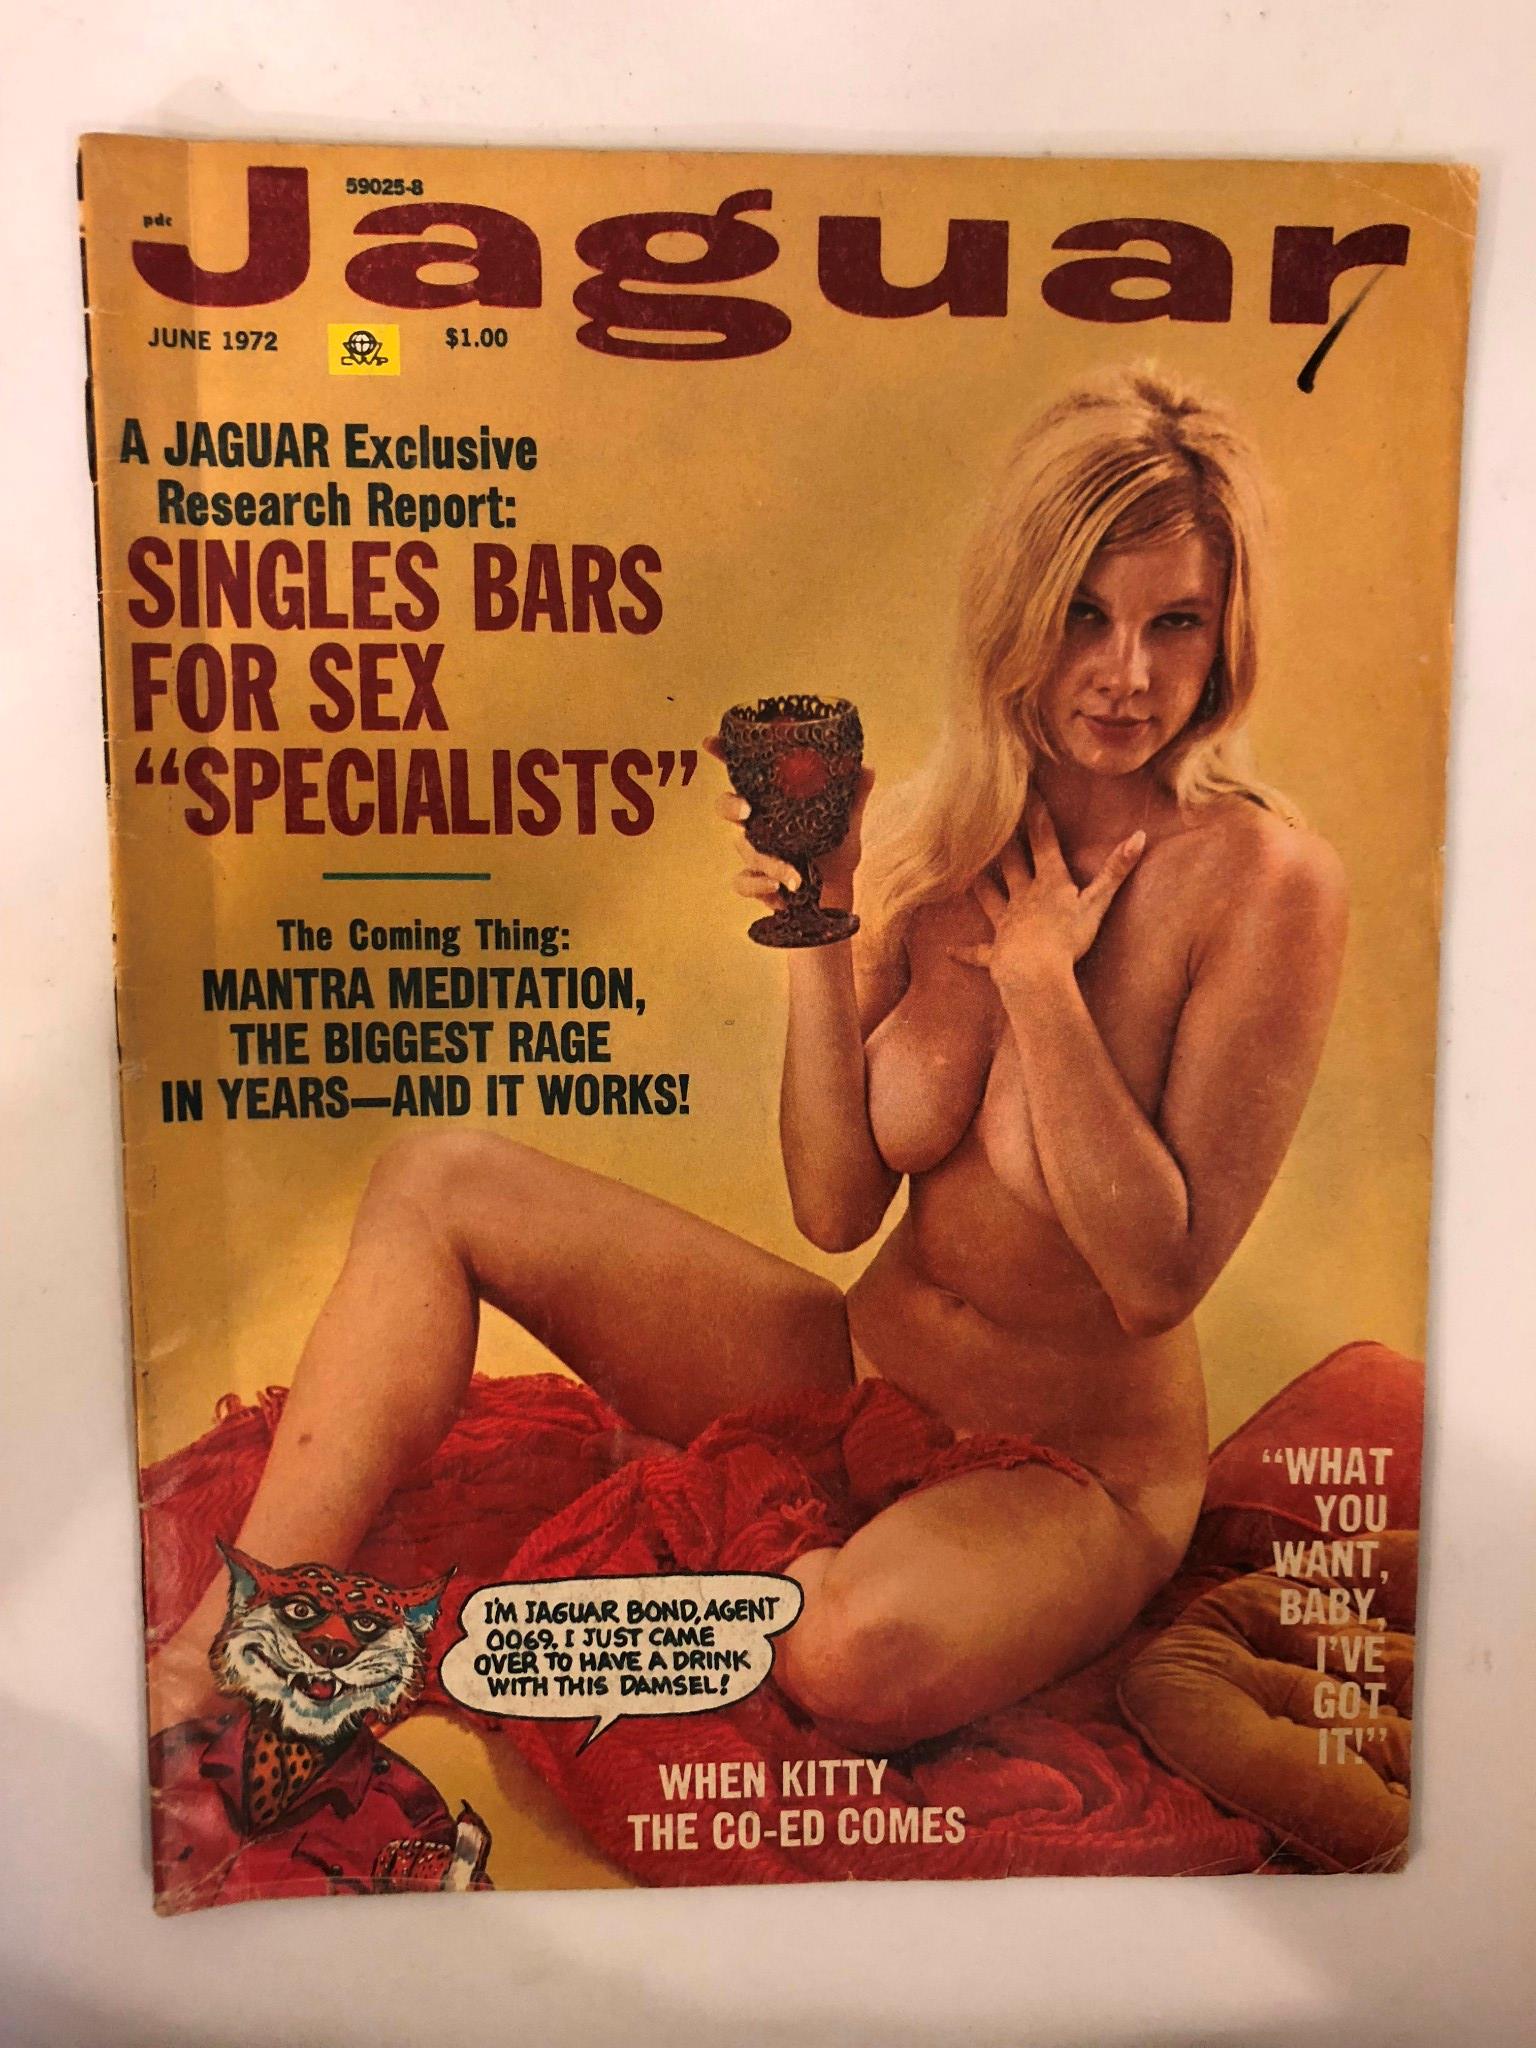 59025-8
pdc
Jaguar
JUNE 1972
CWP
$1.00
A JAGUAR Exclusive
Research Report:
SINGLES BARS
FOR SEX
“SPECIALISTS”
The Coming Thing:
MANTRA MEDITATION,
THE BIGGEST RAGE
IN YEARS—AND IT WORKS!
“WHAT
YOU
WANT,
BABY,
I’VE
GOT
IT!”
I'M JAGUAR BOND, AGENT
0069. I JUST CAME
OVER TO HAVE A DRINK
WITH THIS DAMSEL!
WHEN KITTY
THE CO-ED COMES